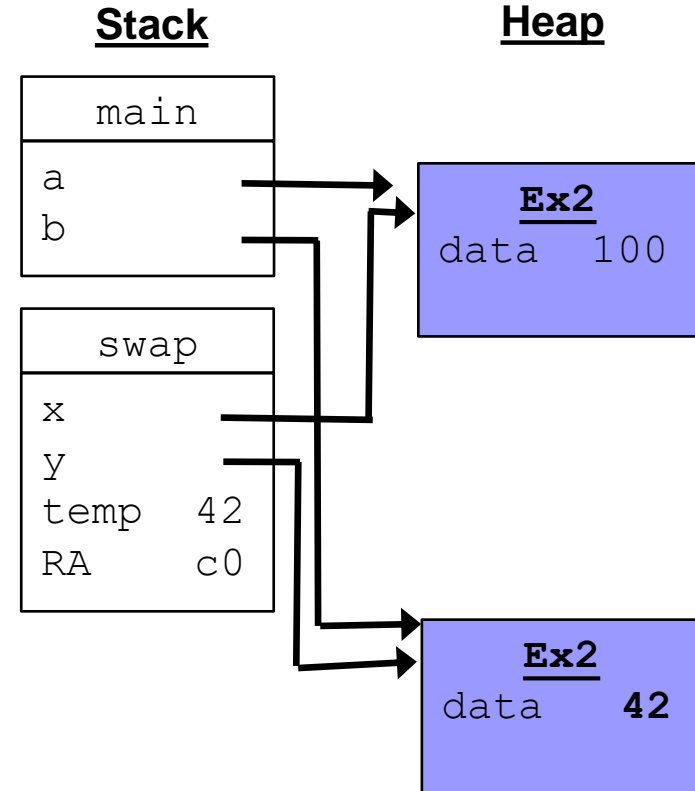 Stack
Heap
main
a
b
Ex2
data 100
swap
x
y
temp 42
RA c0
Ex2
data 42